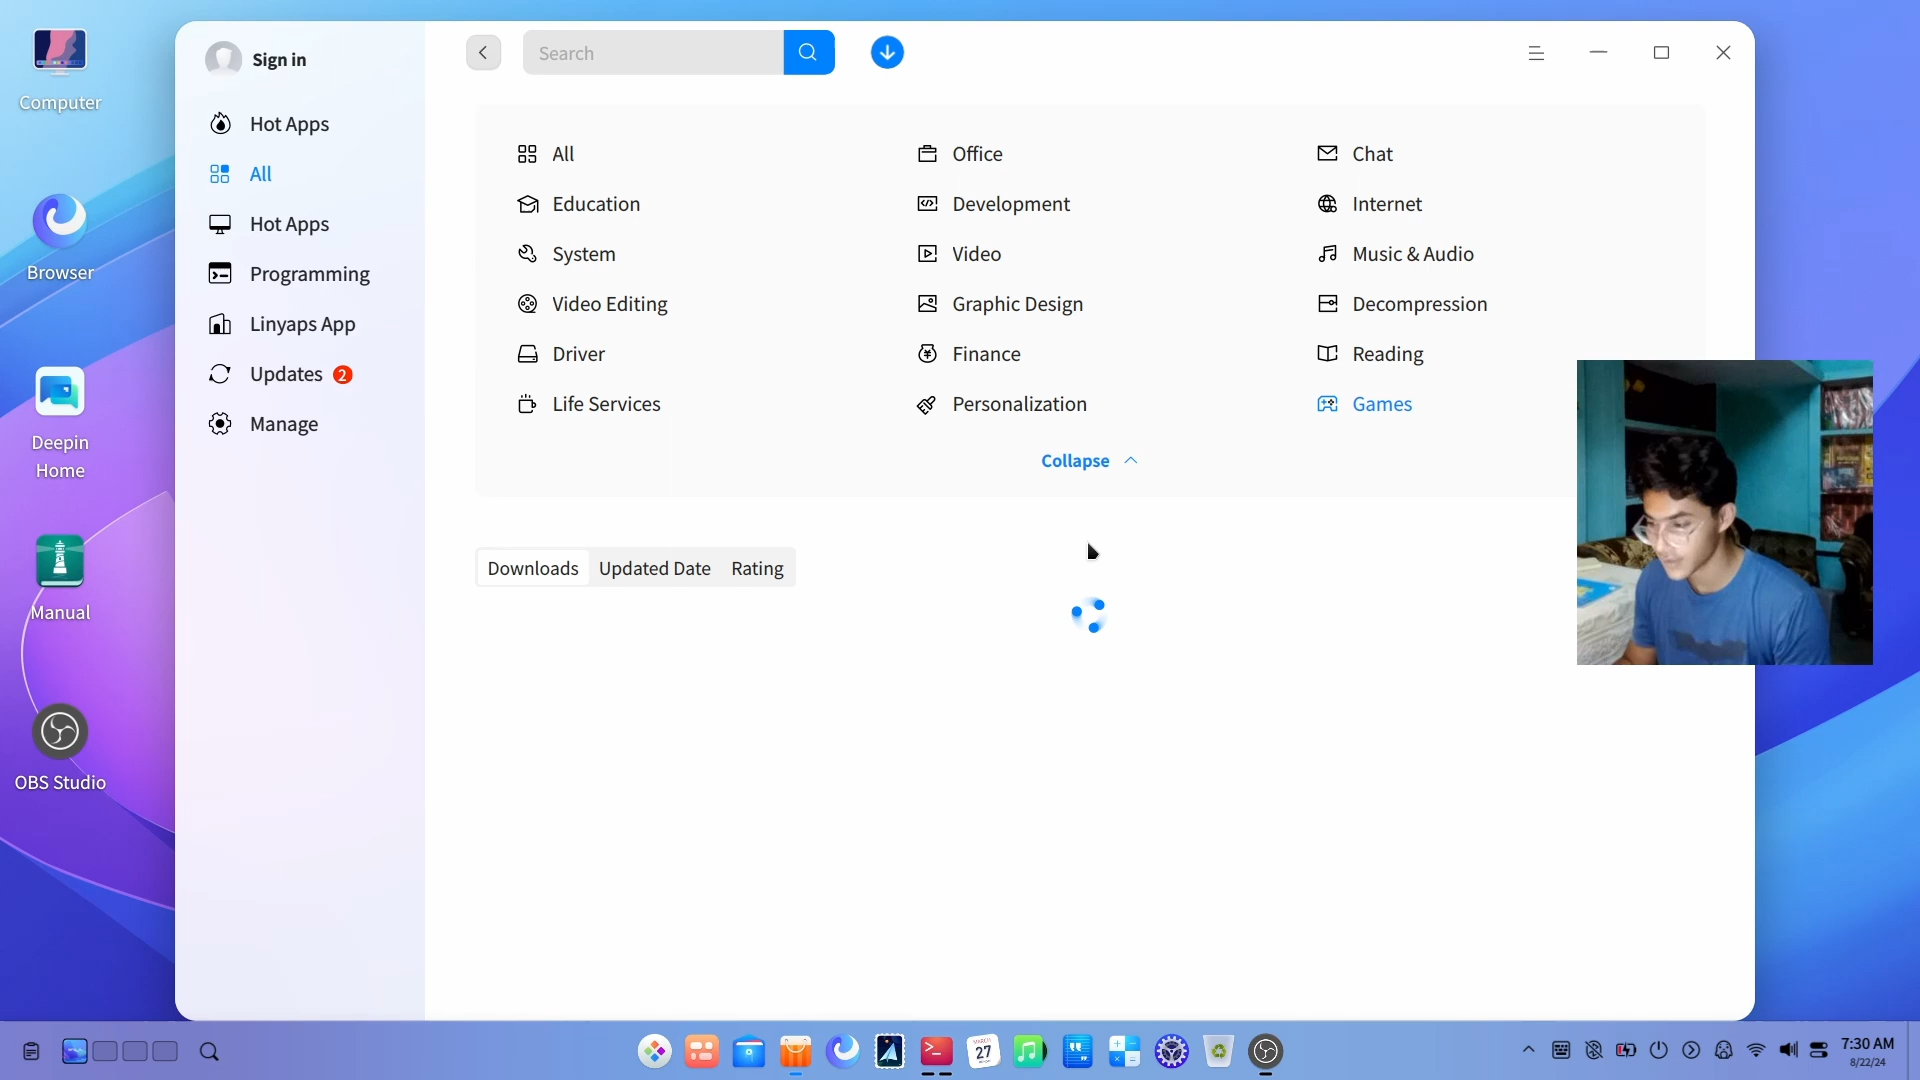 Computer
Browser
Deepin
Home
Manual
OBS Studio
Sign in
Hot Apps
All
Hot Apps
Programming
Linyaps App
Updates 2
Manage
Search
All
Office
Chat
Education
Development
Internet
System
Video
Music & Audio
Video Editing
Graphic Design
Decompression
Driver
Finance
Reading
Life Services
Personalization
Games
Collapse
Downloads Updated Date Rating
27
7:30 AM
8/22/24